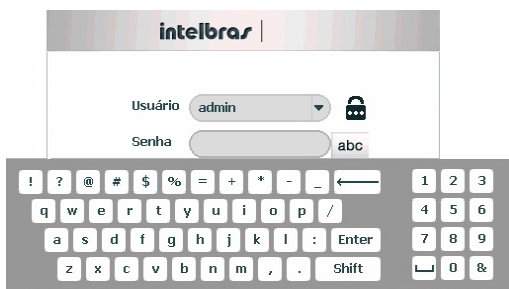 intelbras
Usuário admin
Senha abc
! ? @ # $ % = + * - _ 1 2 3
q w e r t y u i o p / 4 5 6
a s d f g h j k l : Enter 7 8 9
z x c v b n m , . Shift 0 &